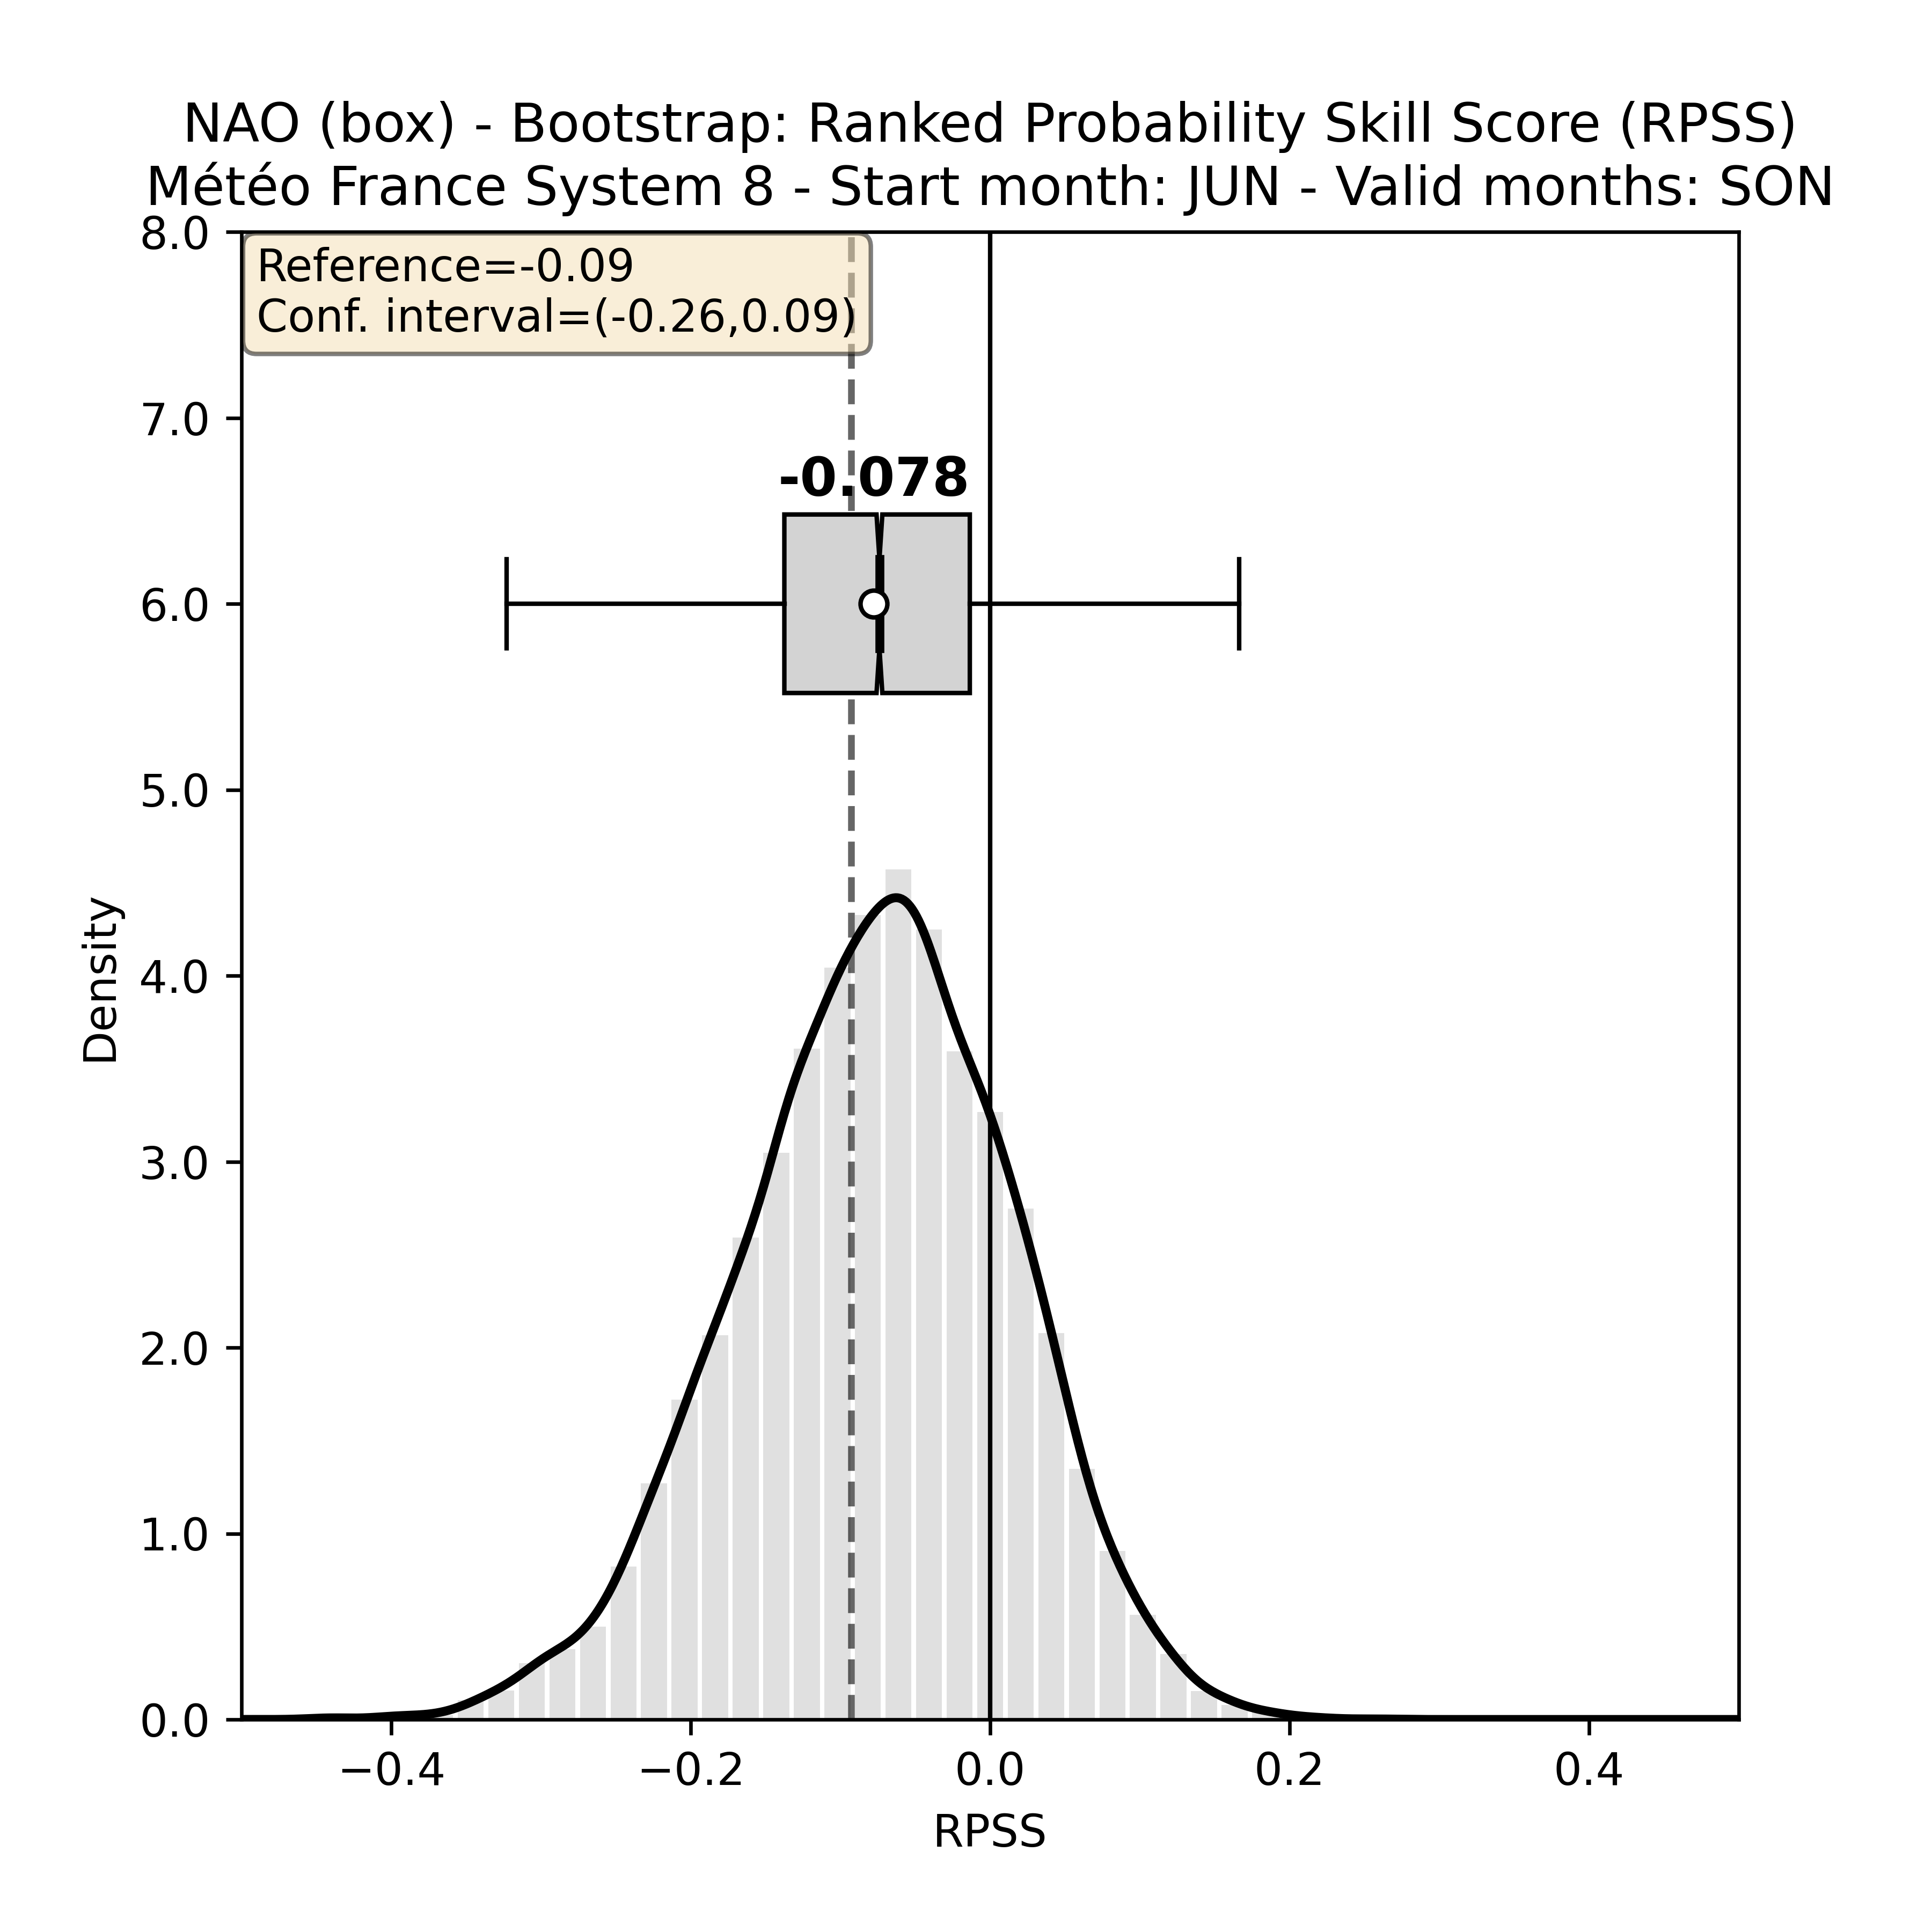 NAO (box) - Bootstrap: Ranked Probability Skill Score (RPSS)
Météo France System 8 - Start month: JUN - Valid months: SON
Reference=-0.09
Conf. interval=(-0.26,0.09)
-0.078
8.0
7.0
6.0
5.0
4.0
3.0
2.0
1.0
0.0
Density
−0.4 −0.2 0.0 0.2 0.4
RPSS